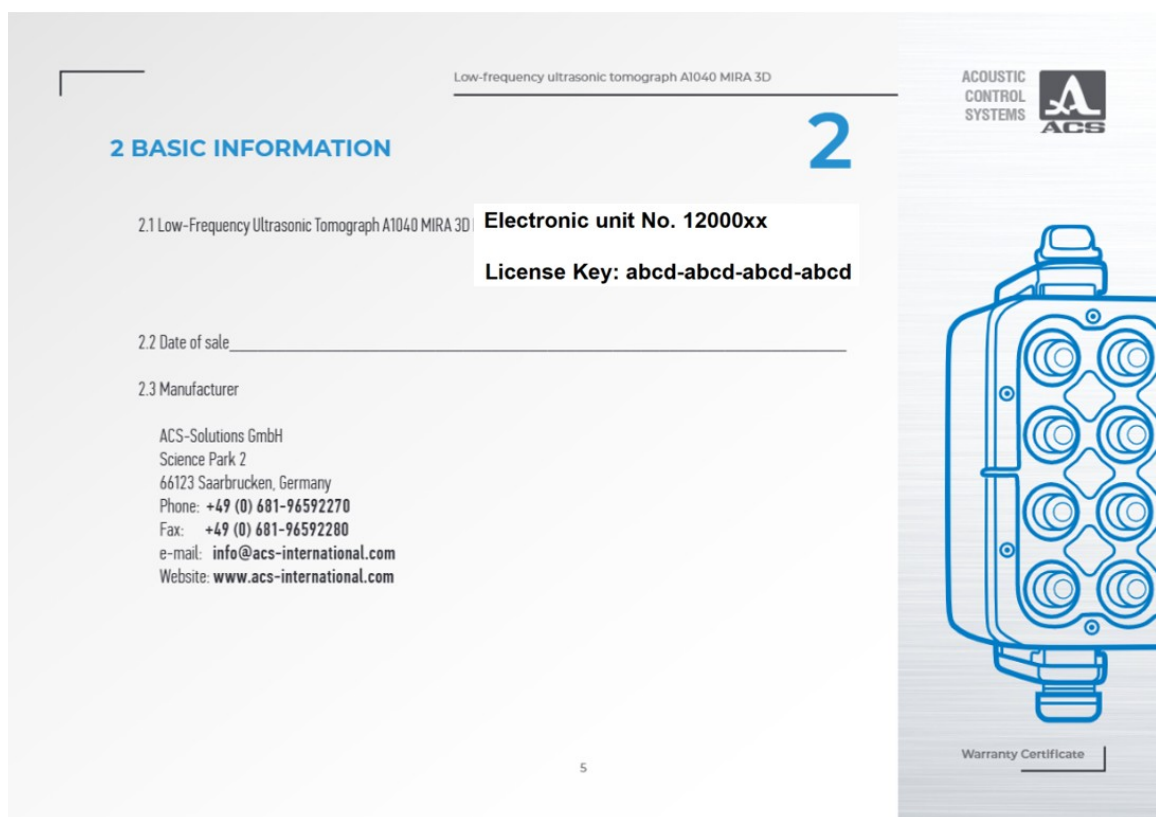 Low-frequency ultrasonic tomograph A1040 MIRA 3D
ACOUSTIC
CONTROL
SYSTEMS
ACS
2
2 BASIC INFORMATION
2.1 Low-Frequency Ultrasonic Tomograph A1040 MIRA 3D
Electronic unit No. 12000xx
License Key: abcd-abcd-abcd-abcd
2.2 Date of sale
2.3 Manufacturer
ACS-Solutions GmbH
Science Park 2
66123 Saarbrucken, Germany
Phone: +49 (0) 681-96592270
Fax: +49 (0) 681-96592280
e-mail: info@acs-international.com
Website: www.acs-international.com
5
Warranty Certificate